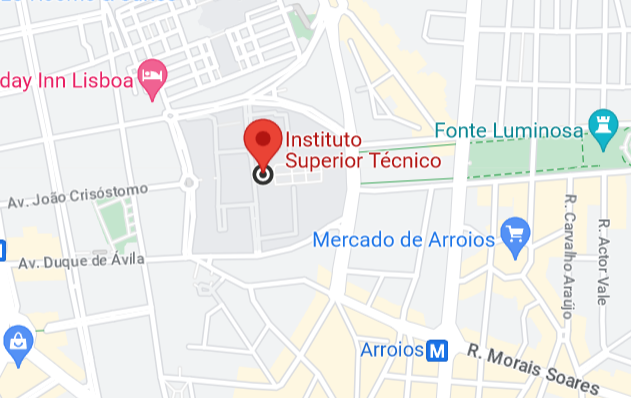 day Inn Lisboa
Fonte Luminosa
Instituto
Superior Técnico
Av. João Crisóstomo
R. Carvalho Araújo
R. Actor Vale
Mercado de Arroios
Av. Duque de Ávila
Arroios M
R. Morais Soares